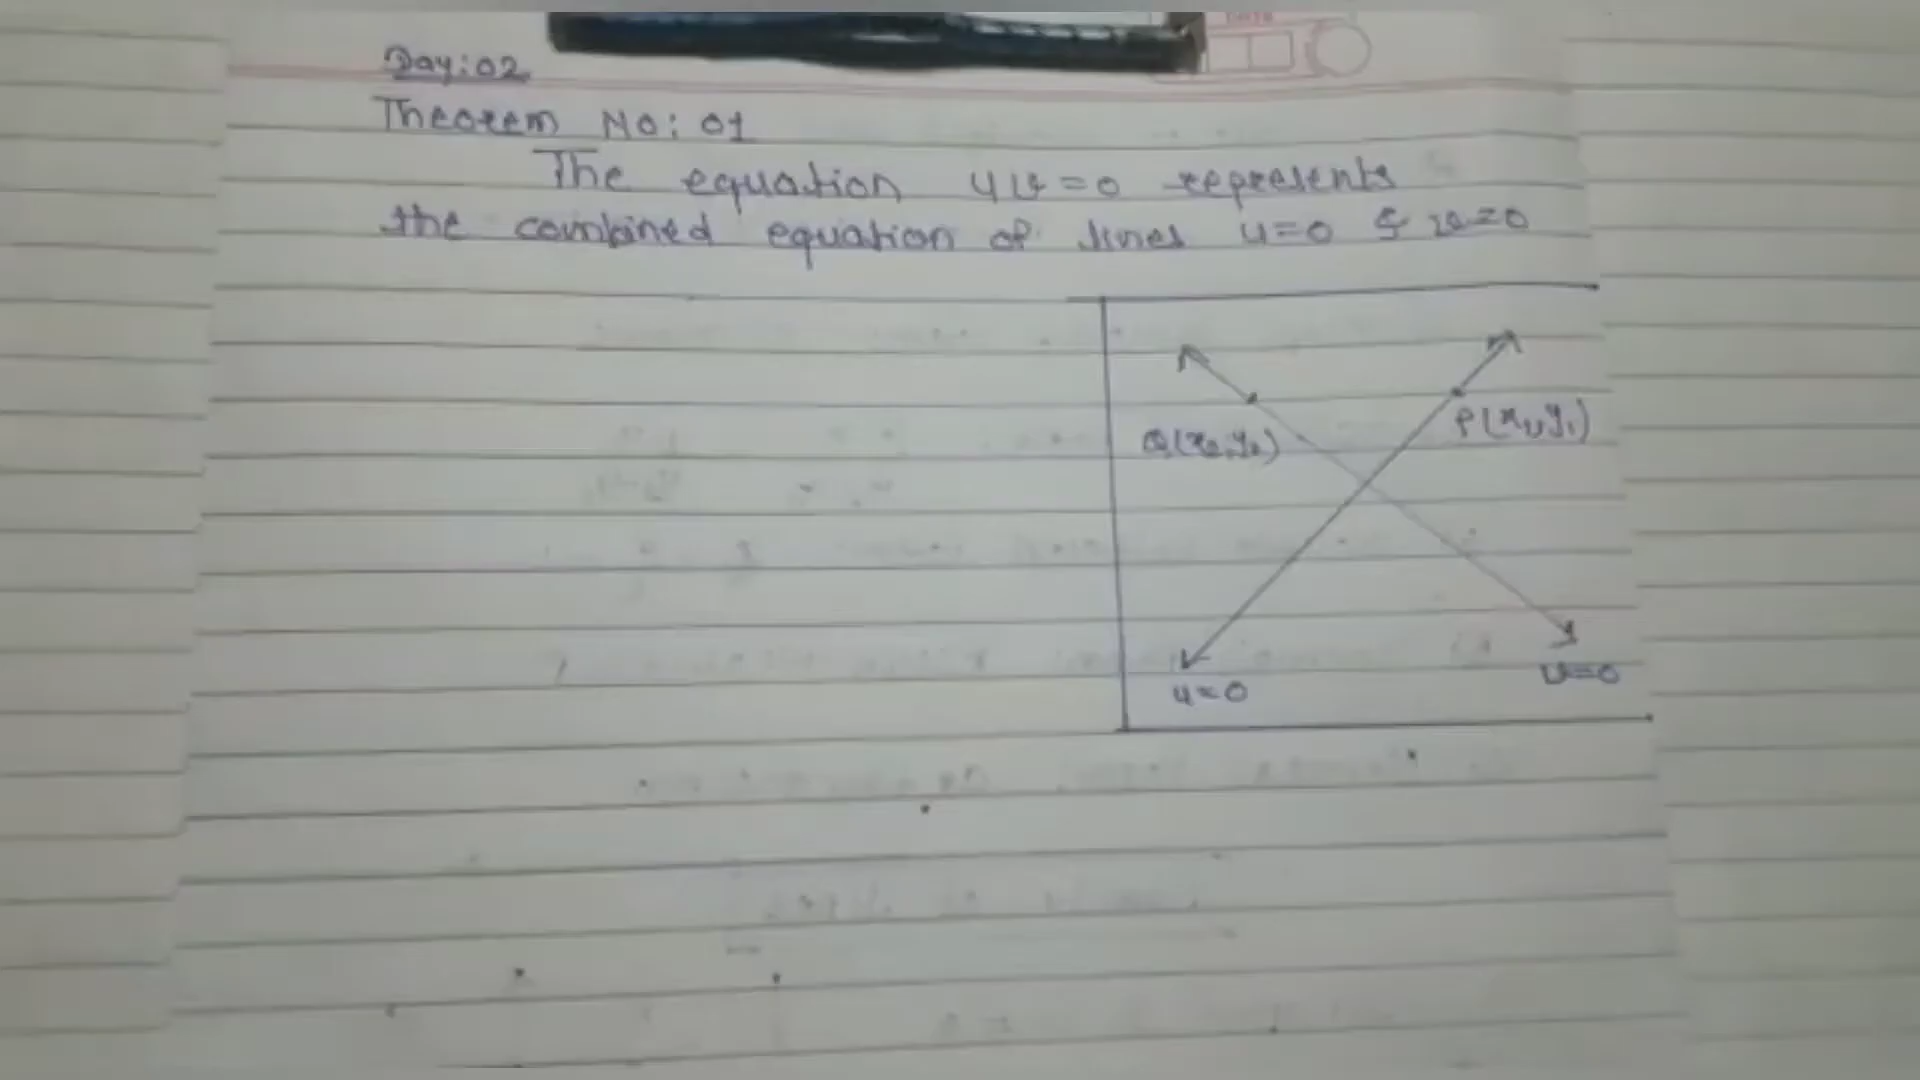 Day:02
Theorem No: 01
The equation uv=0 represents
the combined equation of lines u=0 & v=0
Q(x₂,y₂)
P(x₁,y₁)
u=0
v=0